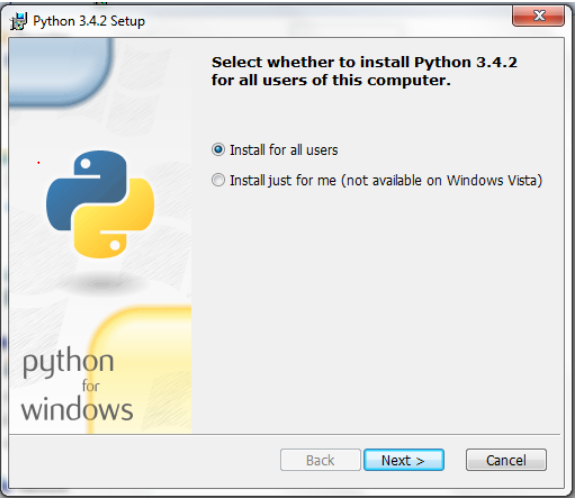 Python 3.4.2 Setup
Select whether to install Python 3.4.2
for all users of this computer.
Install for all users
Install just for me (not available on Windows Vista)
python
for
windows
Back
Next >
Cancel